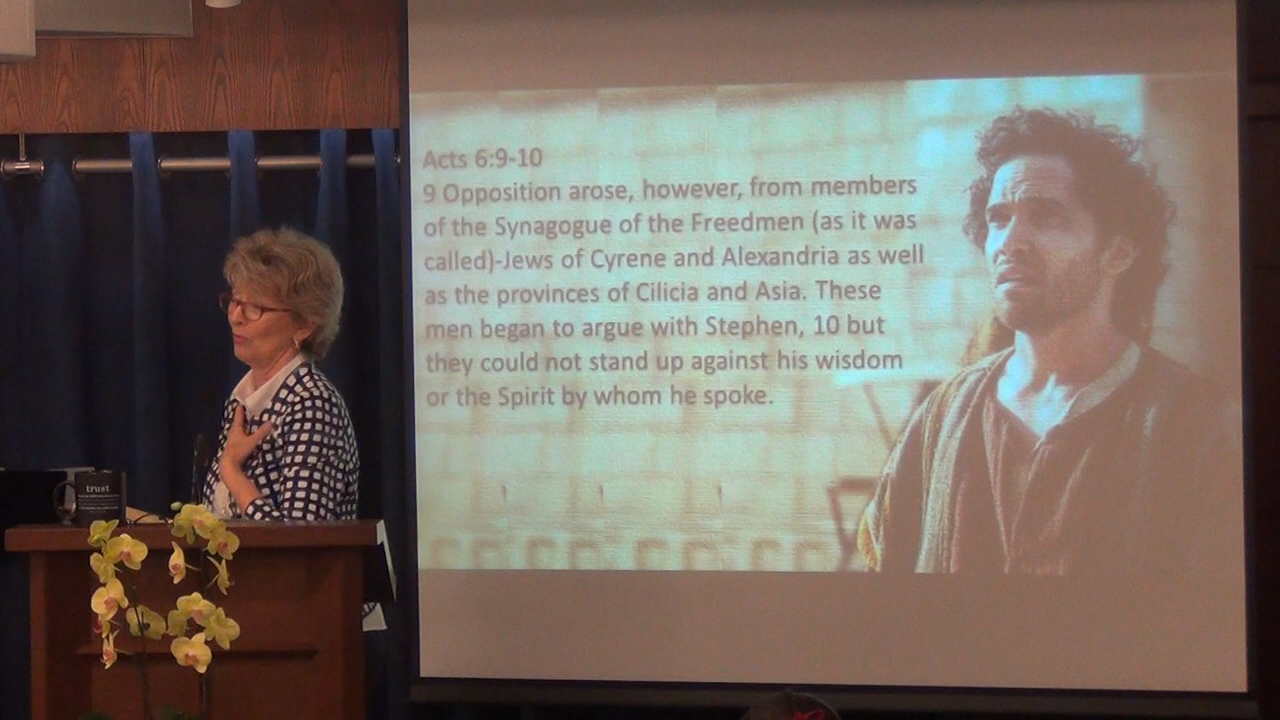 Acts 6:9-10
9 Opposition arose, however, from members
of the Synagogue of the Freedmen (as it was
called)-Jews of Cyrene and Alexandria as well
as the provinces of Cilicia and Asia. These
men began to argue with Stephen, 10 but
they could not stand up against his wisdom
or the Spirit by whom he spoke.
trust